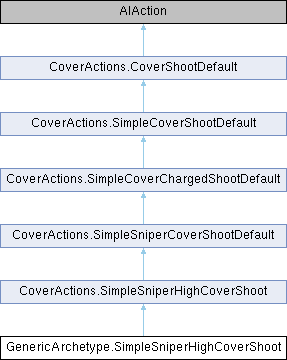 AIAction
CoverActions.CoverShootDefault
CoverActions.SimpleCoverShootDefault
CoverActions.SimpleCoverChargedShootDefault
CoverActions.SimpleSniperCoverShootDefault
CoverActions.SimpleSniperHighCoverShoot
GenericArchetype.SimpleSniperHighCoverShoot